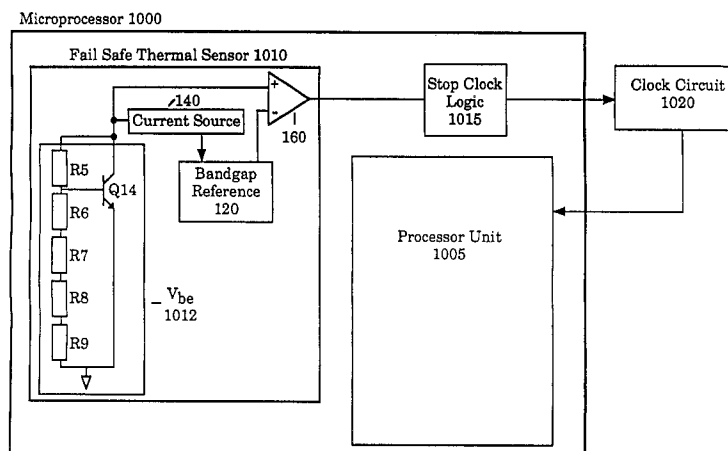 Microprocessor 1000
Fail Safe Thermal Sensor 1010
140
Current Source
+
-
160
Stop Clock
Logic
1015
Clock Circuit
1020
R5
Q14
Bandgap
Reference
120
R6
R7
R8
R9
Vbe
1012
Processor Unit
1005